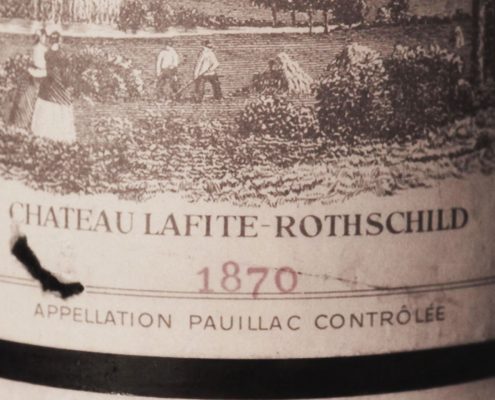 CHATEAU LAFITE-ROTHSCHILD
1870
APPELLATION PAUILLAC CONTRÔLÉE